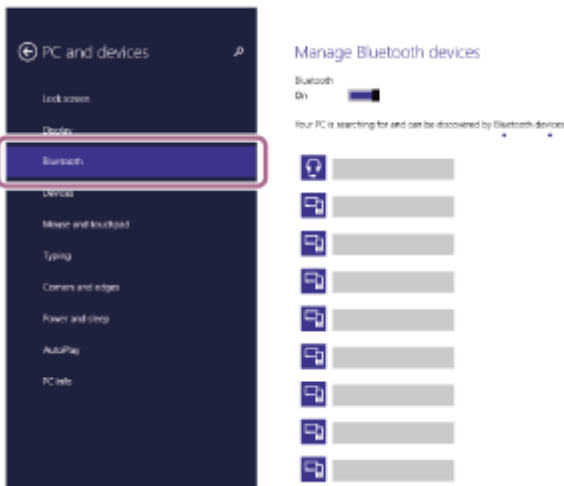 PC and devices
Lock screen
Display
Bluetooth
Devices
Mouse and touchpad
Typing
Corners and edges
Power and sleep
AutoPlay
PC info
Manage Bluetooth devices
Bluetooth
On
Your PC is searching for and can be discovered by Bluetooth devices